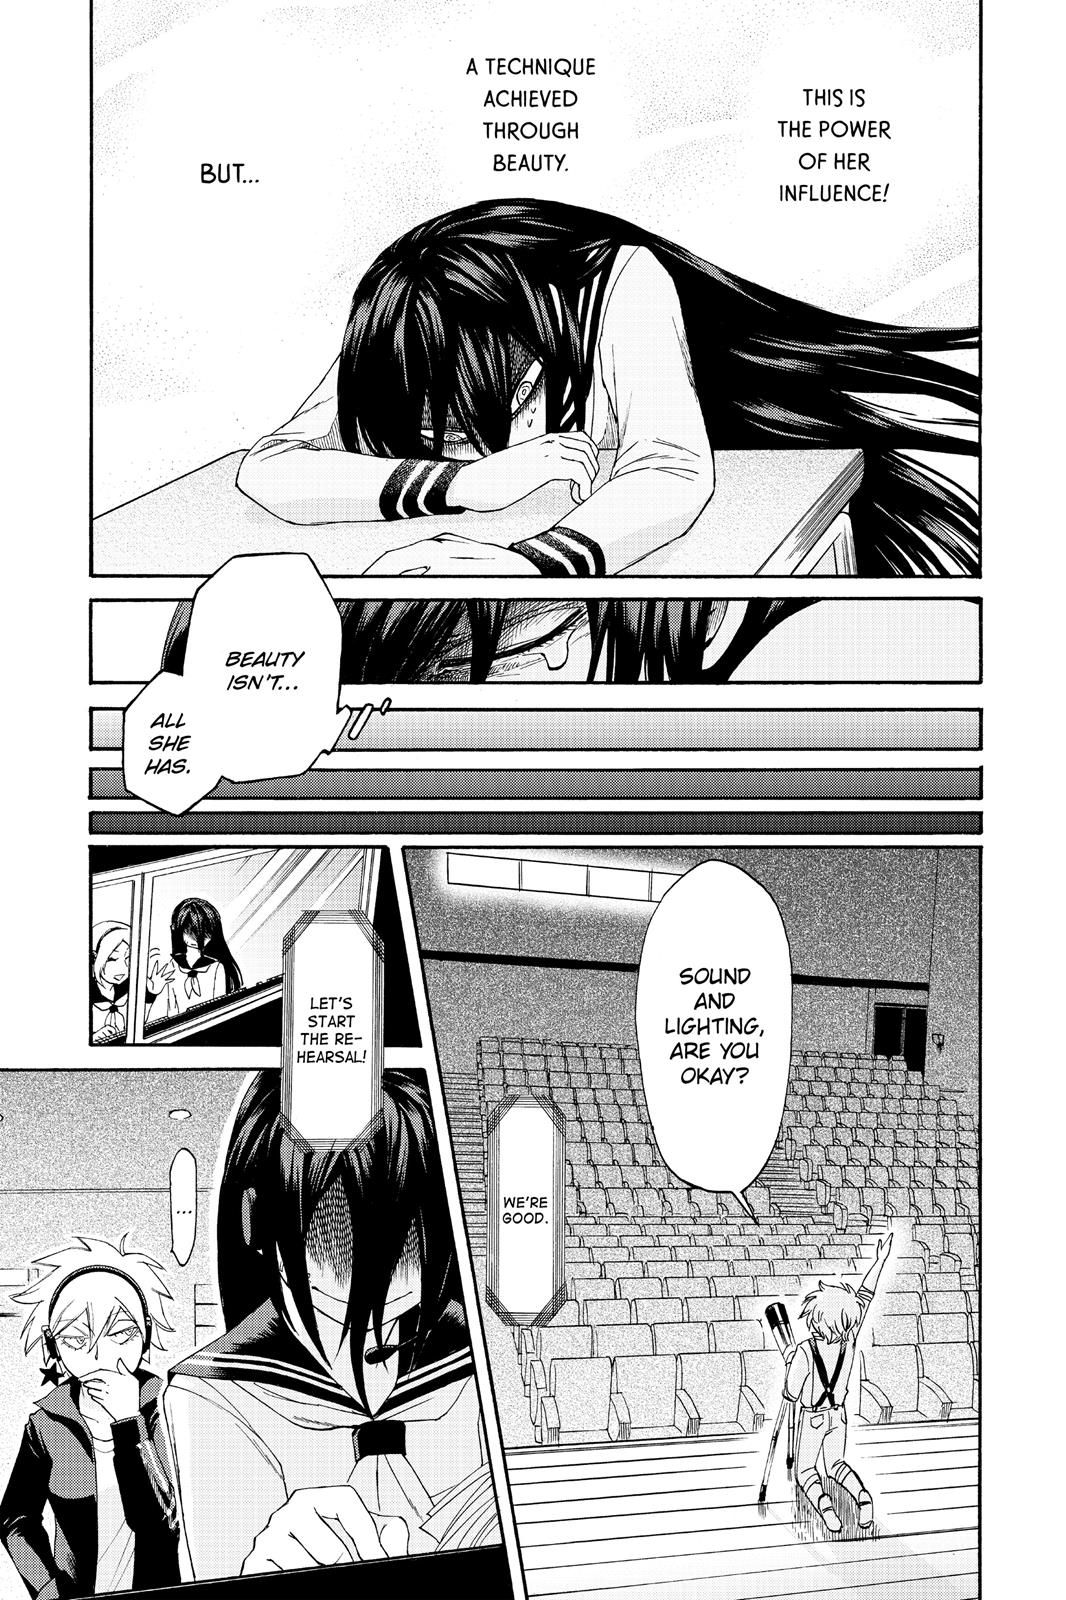 THIS IS
THE POWER
OF HER
INFLUENCE!
A TECHNIQUE
ACHIEVED
THROUGH
BEAUTY.
BUT...
BEAUTY
ISN'T...
ALL
SHE
HAS.
SOUND
AND
LIGHTING,
ARE YOU
OKAY?
WE'RE
GOOD.
LET'S
START
THE RE-
HEARSAL!
...